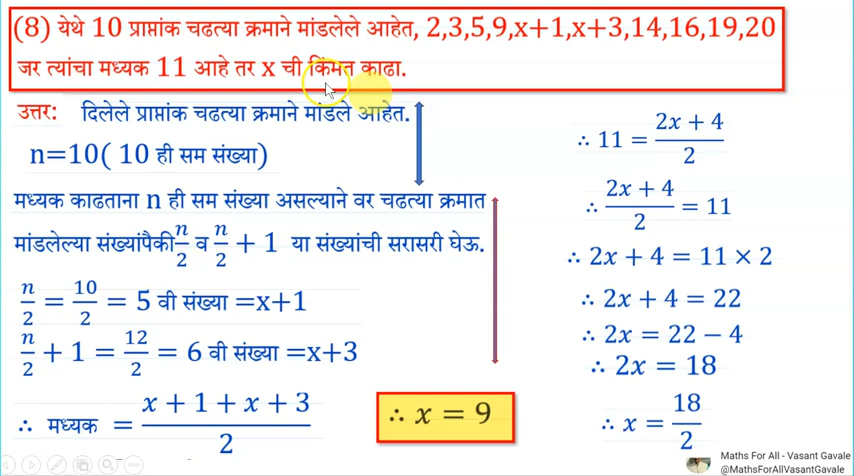 (8) येथे 10 प्राप्तांक चढत्या क्रमाने मांडलेले आहेत, 2,3,5,9,x+1,x+3,14,16,19,20
जर त्यांचा मध्यक 11 आहे तर x ची किंमत काढा.
उत्तर: दिलेले प्राप्तांक चढत्या क्रमाने मांडले आहेत.
n=10( 10 ही सम संख्या)
मध्यक काढताना n ही सम संख्या असल्याने वर चढत्या क्रमात
मांडलेल्या संख्यांपैकी n/2 व n/2 + 1 या संख्यांची सरासरी घेऊ.
n/2 = 10/2 = 5 वी संख्या =x+1
n/2 + 1 = 12/2 = 6 वी संख्या =x+3
∴ मध्यक = (x + 1 + x + 3)/2
∴ 11 = (2x + 4)/2
∴ (2x + 4)/2 = 11
∴ 2x + 4 = 11 × 2
∴ 2x + 4 = 22
∴ 2x = 22 − 4
∴ 2x = 18
∴ x = 18/2
∴ x = 9
Maths For All - Vasant Gavale
@MathsForAllVasantGavale